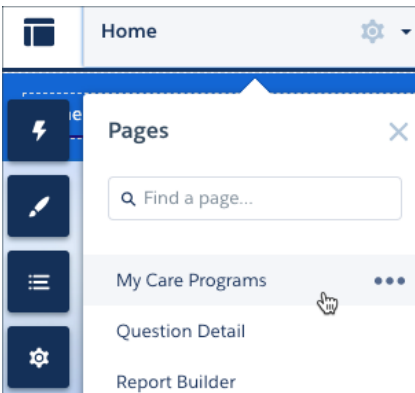 Home
e
Pages
Find a page...
My Care Programs
Question Detail
Report Builder